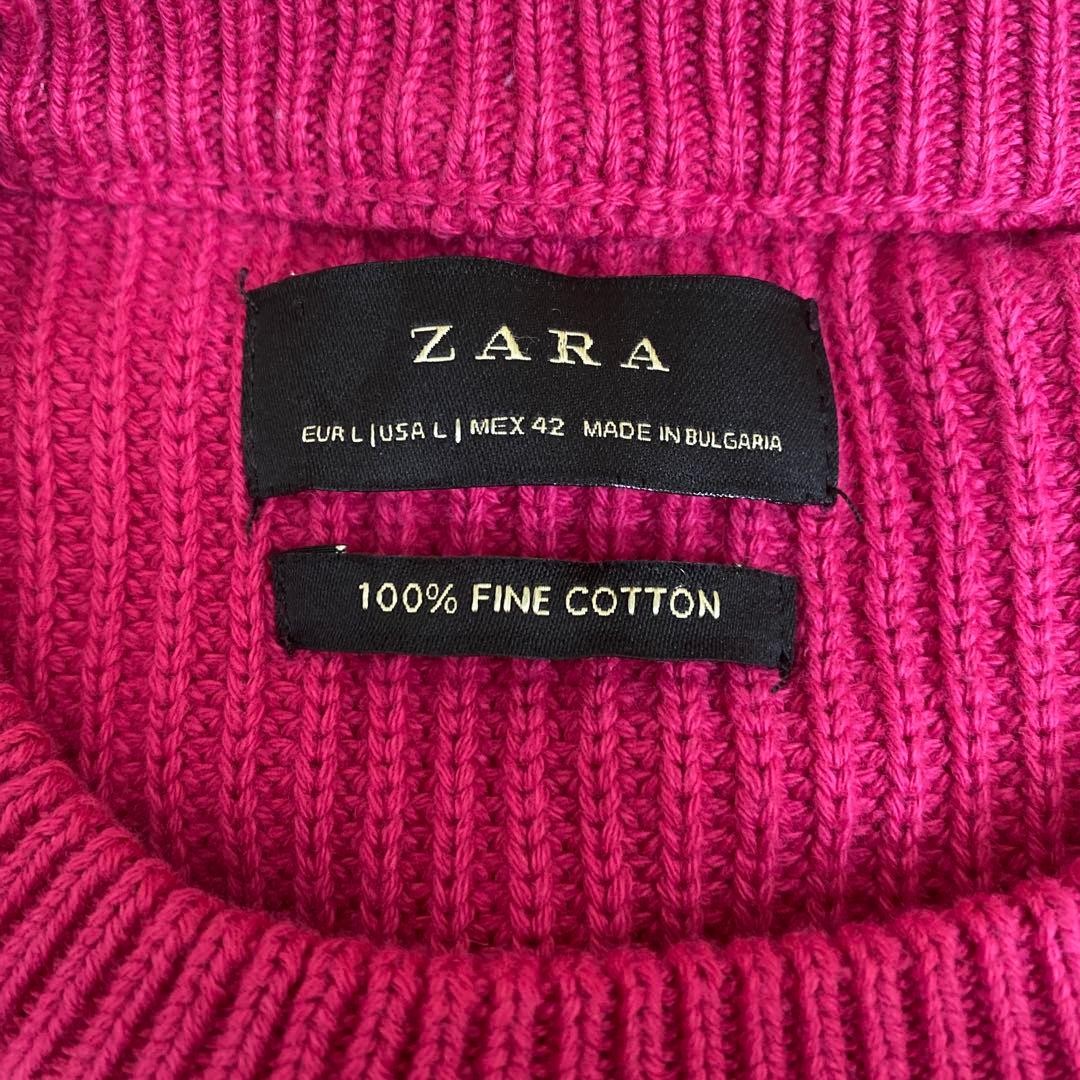 ZARA
EUR L | USA L | MEX 42 MADE IN BULGARIA
100% FINE COTTON